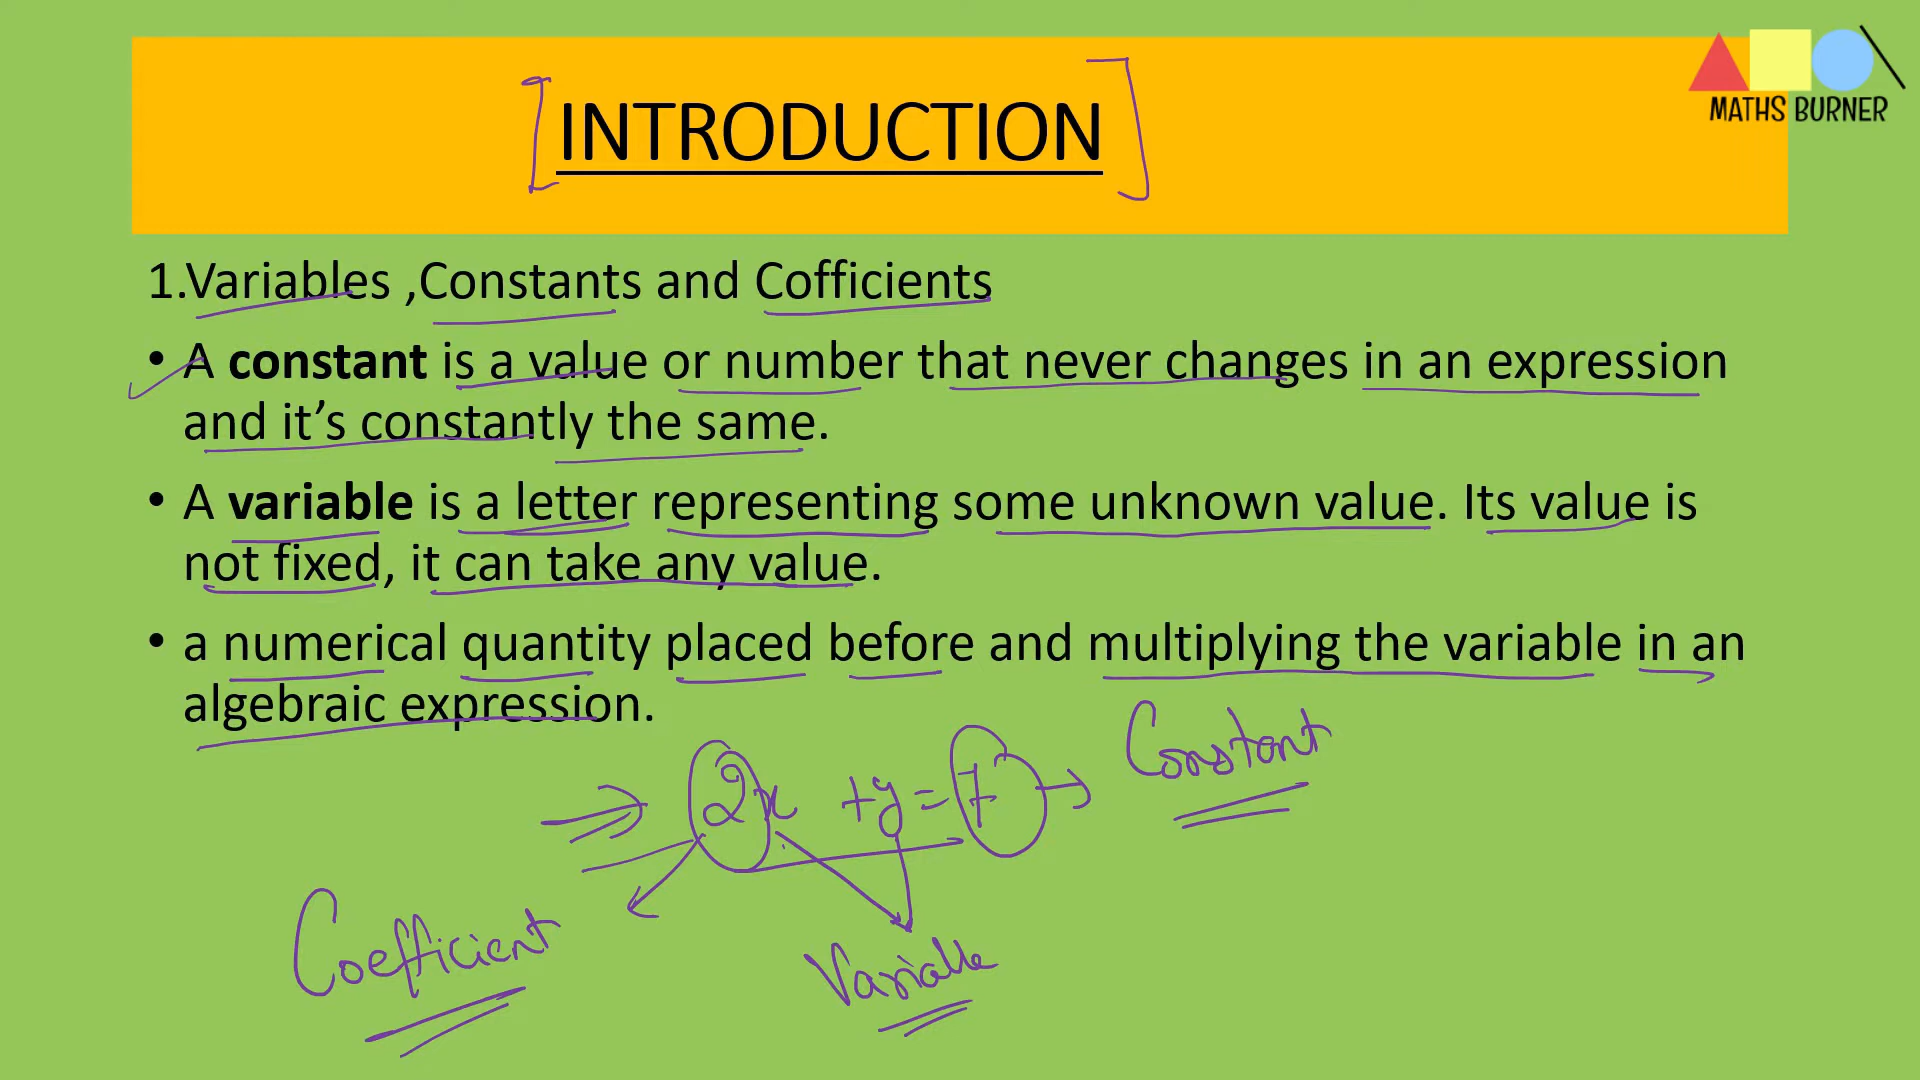 INTRODUCTION
MATHS BURNER
1.Variables ,Constants and Cofficients
• A constant is a value or number that never changes in an expression
and it’s constantly the same.
• A variable is a letter representing some unknown value. Its value is
not fixed, it can take any value.
• a numerical quantity placed before and multiplying the variable in an
algebraic expression.
⇒ 2x + y = 7 → Constant
Coefficient
Variable